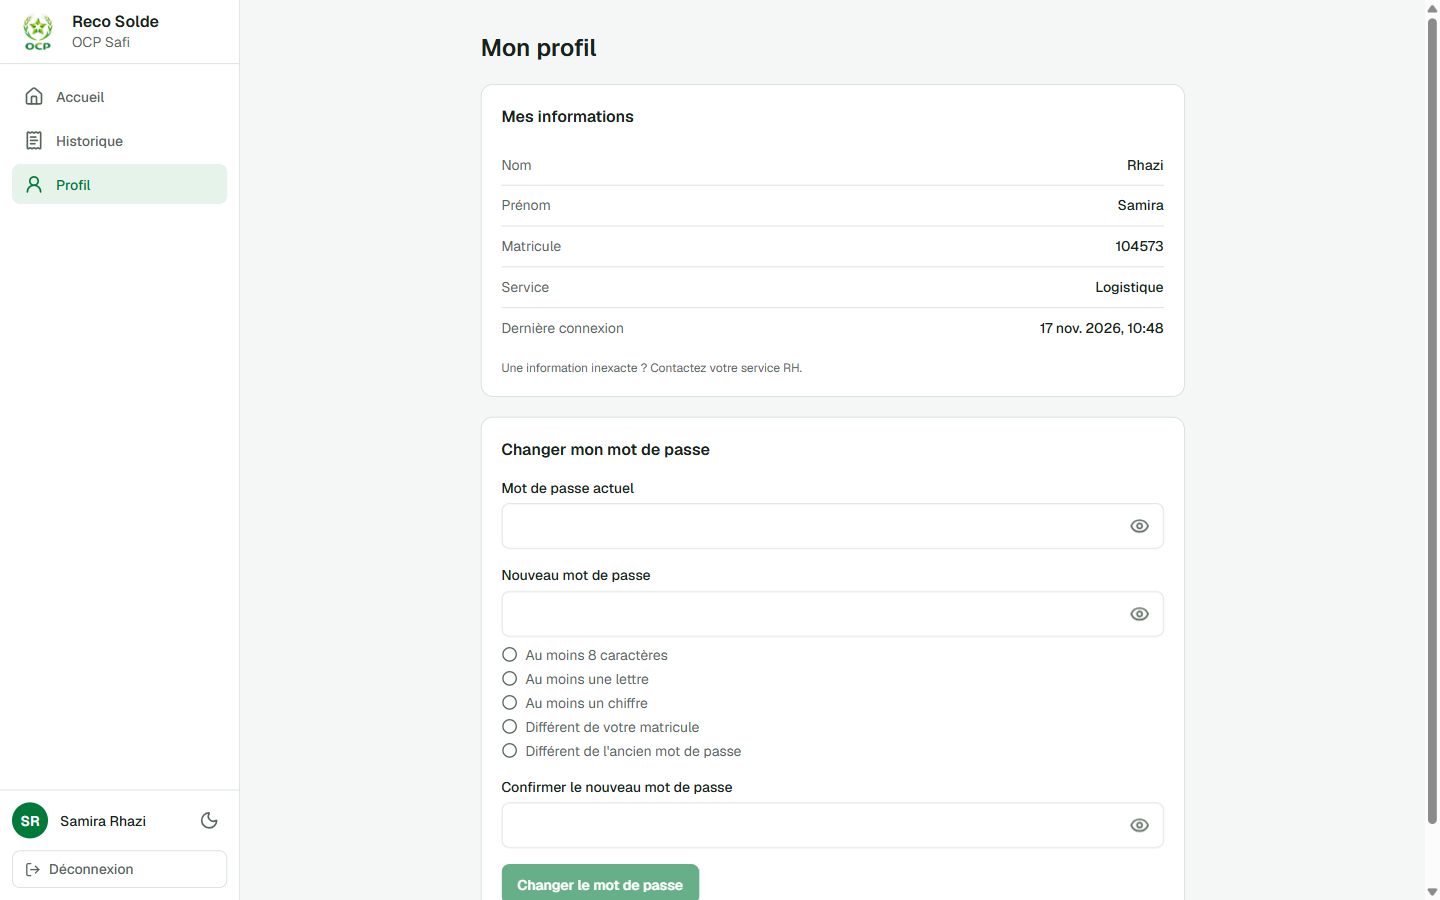 Reco Solde
OCP Safi
OCP
Accueil
Historique
Profil
Samira Rhazi
SR
Déconnexion
Mon profil
Mes informations
Nom
Rhazi
Prénom
Samira
Matricule
104573
Service
Logistique
Dernière connexion
17 nov. 2026, 10:48
Une information inexacte ? Contactez votre service RH.
Changer mon mot de passe
Mot de passe actuel
Nouveau mot de passe
Au moins 8 caractères
Au moins une lettre
Au moins un chiffre
Différent de votre matricule
Différent de l'ancien mot de passe
Confirmer le nouveau mot de passe
Changer le mot de passe